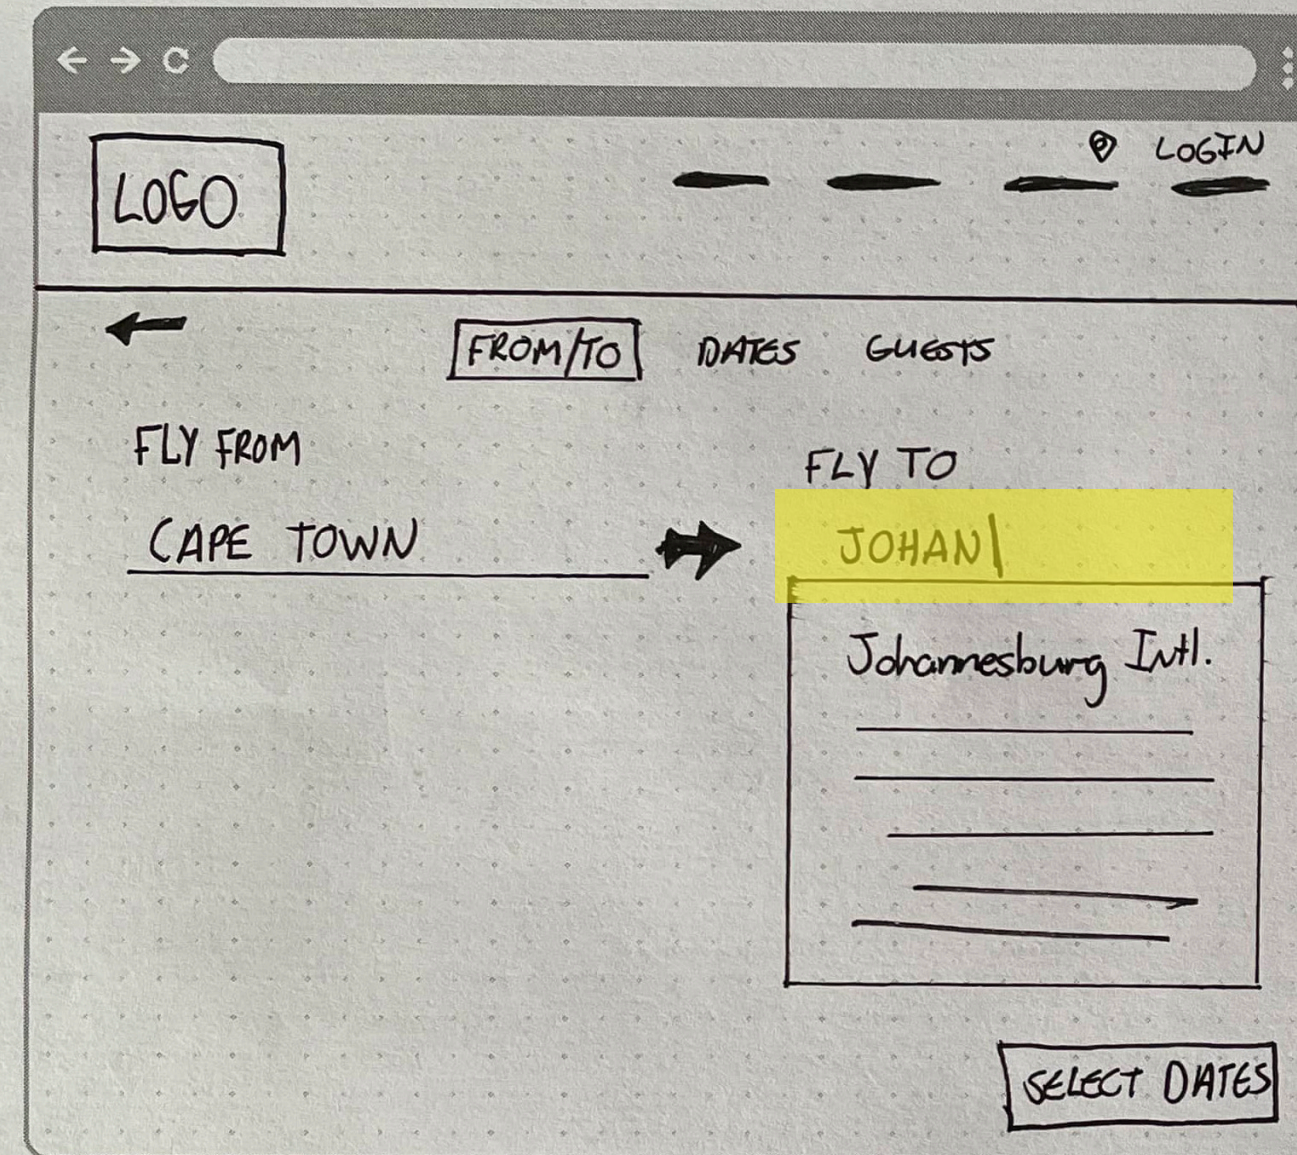 LOGIN
LOGO
FROM/TO DATES GUESTS
FLY FROM
CAPE TOWN
FLY TO
JOHAN
Johannesburg Intl.
SELECT DATES